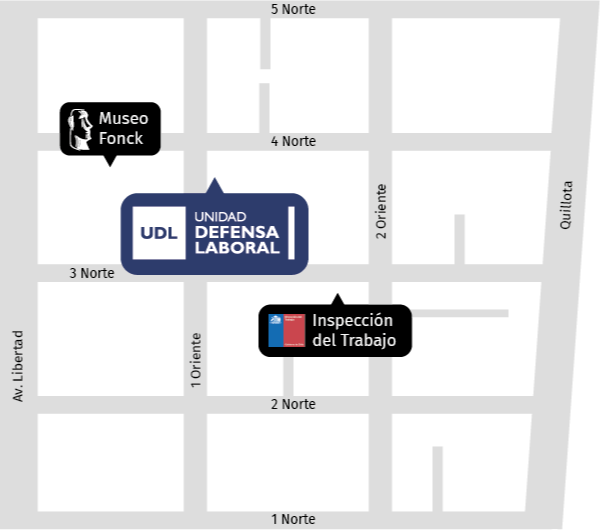 5 Norte
Museo
Fonck
4 Norte
Quillota
2 Oriente
UDL
UNIDAD
DEFENSA
LABORAL
3 Norte
Inspección
del Trabajo
Av. Libertad
1 Oriente
2 Norte
1 Norte